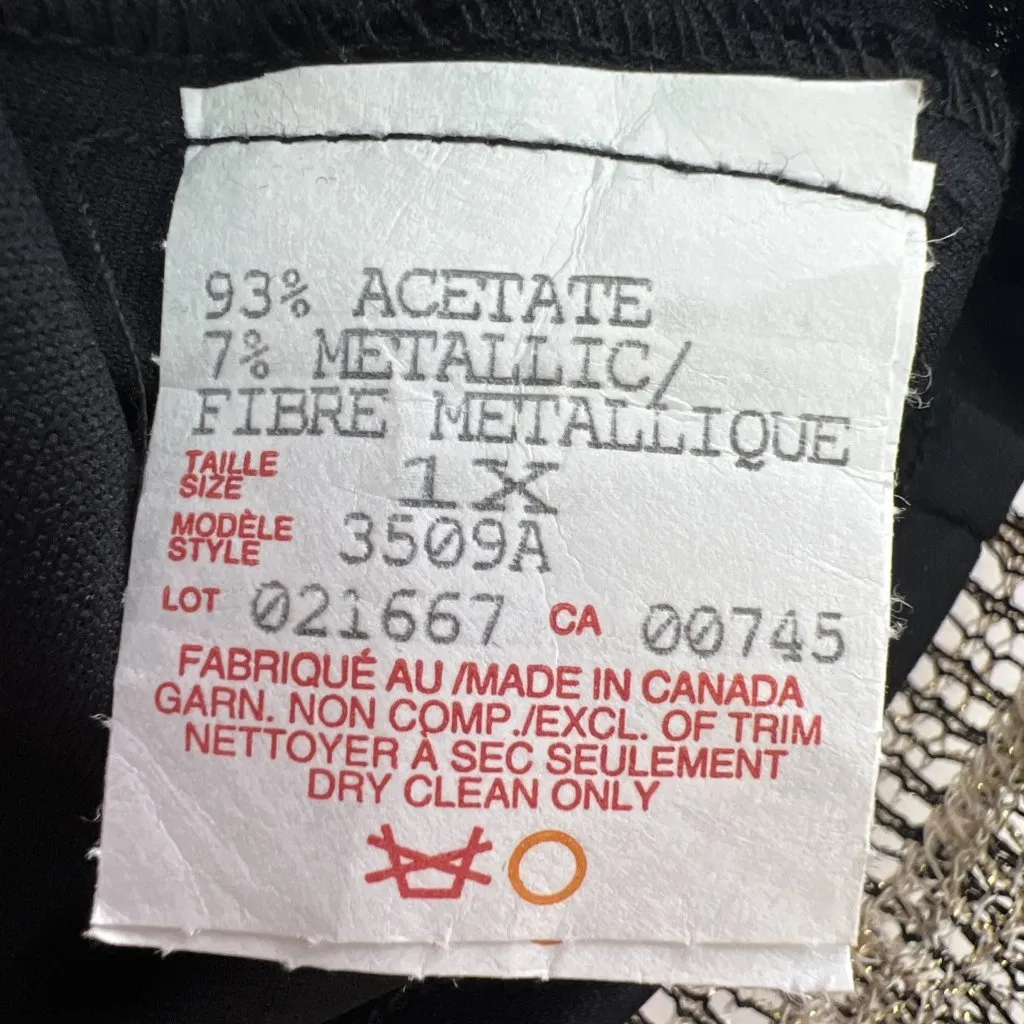 93% ACETATE
7% METALLIC/
FIBRE METALLIQUE
TAILLE
SIZE 1X
MODÈLE
STYLE 3509A
LOT 021667 CA 00745
FABRIQUÉ AU /MADE IN CANADA
GARN. NON COMP./EXCL. OF TRIM
NETTOYER À SEC SEULEMENT
DRY CLEAN ONLY